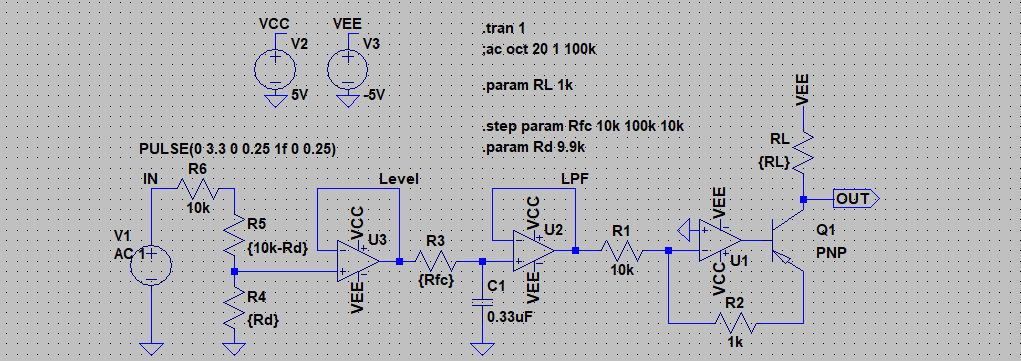 VCC
V2
5V
VEE
V3
-5V
.tran 1
;ac oct 20 1 100k
.param RL 1k
.step param Rfc 10k 100k 10k
.param Rd 9.9k
PULSE(0 3.3 0 0.25 1f 0 0.25)
IN
R6
10k
V1
AC 1
R5
{10k-Rd}
R4
{Rd}
Level
VCC
U3
VEE
R3
{Rfc}
C1
0.33uF
LPF
VCC
U2
VEE
R1
10k
VEE
U1
VCC
R2
1k
VEE
RL
{RL}
OUT
Q1
PNP